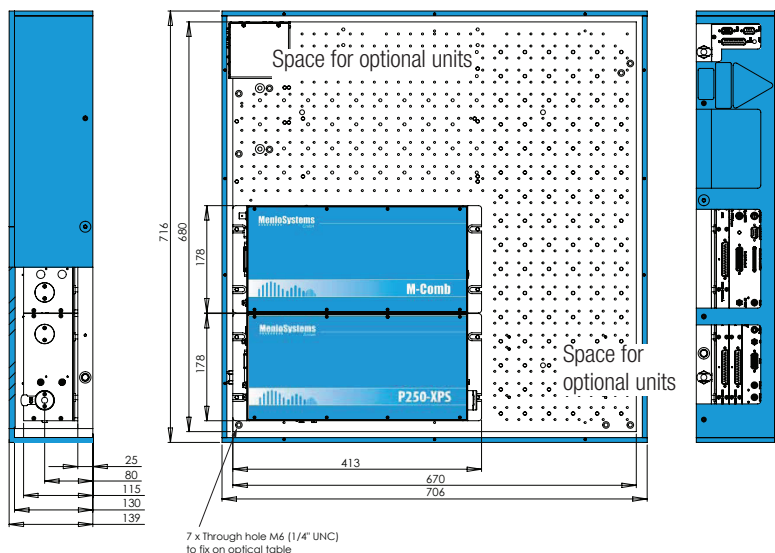 Space for optional units
MenloSystems
M-Comb
MenloSystems
P250-XPS
Space for
optional units
716
680
178
178
25
80
115
130
139
413
670
706
7 x Through hole M6 (1/4" UNC)
to fix on optical table